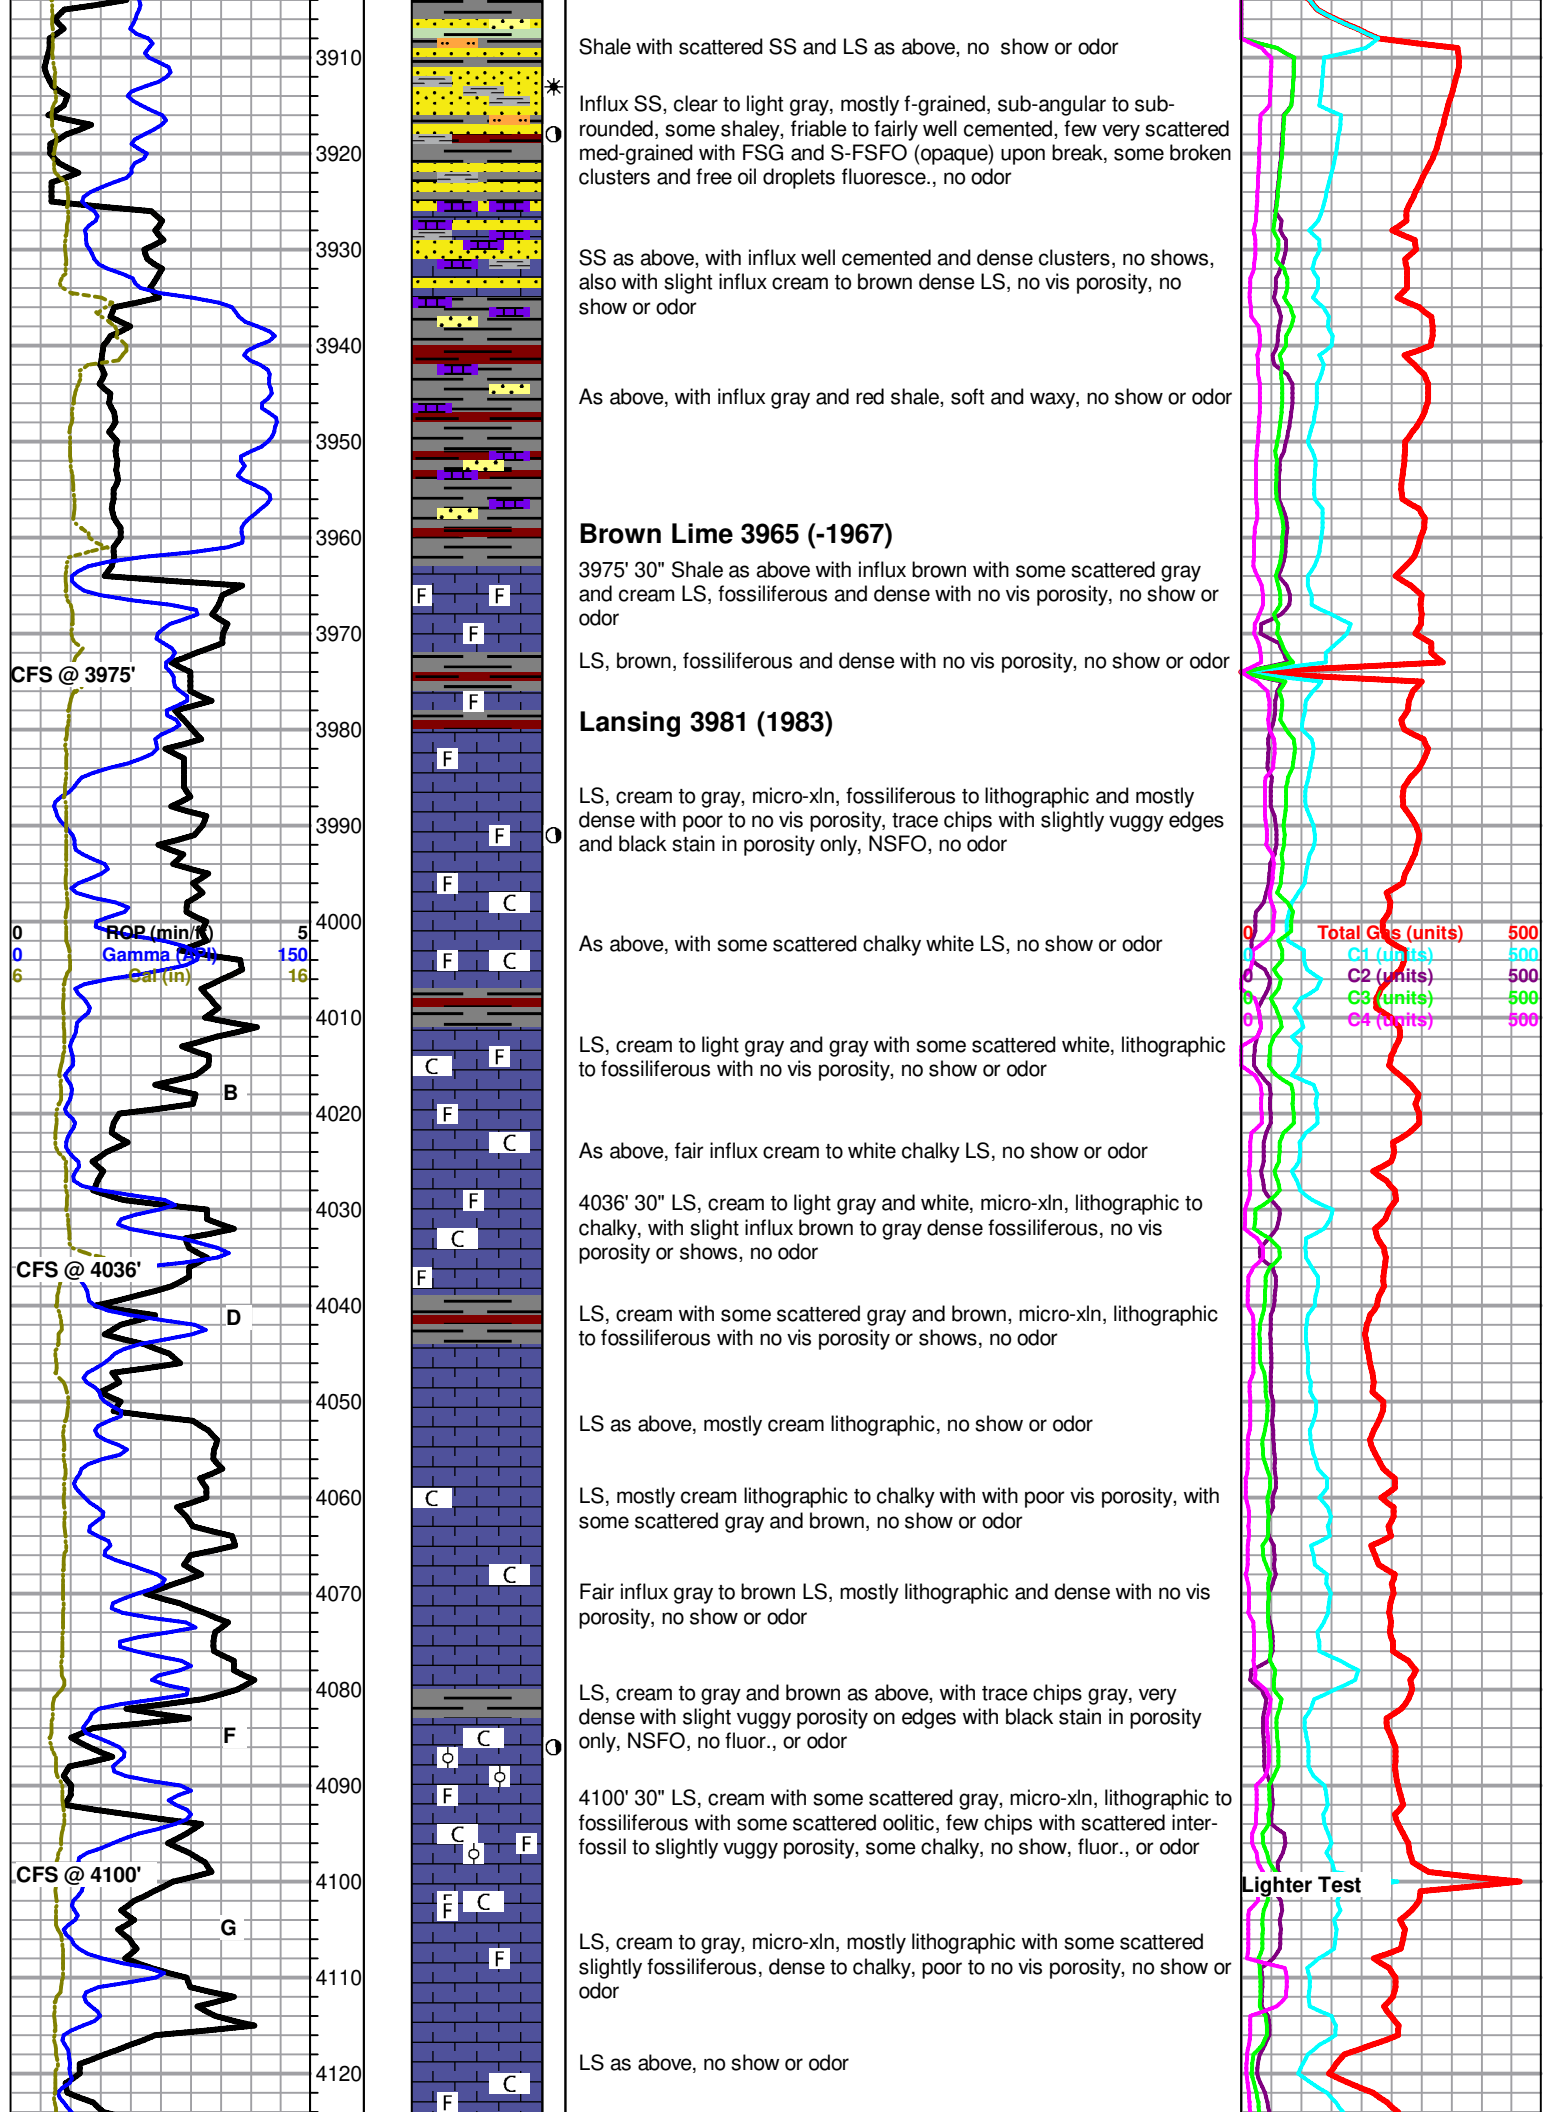 Shale with scattered SS and LS as above, no show or odor
3910
Influx SS, clear to light gray, mostly f-grained, sub-angular to sub-
rounded, some shaley, friable to fairly well cemented, few very scattered
med-grained with FSG and S-FSFO (opaque) upon break, some broken
clusters and free oil droplets fluoresce., no odor
3920
3930
SS as above, with influx well cemented and dense clusters, no shows,
also with slight influx cream to brown dense LS, no vis porosity, no
show or odor
3940
As above, with influx gray and red shale, soft and waxy, no show or odor
3950
3960
Brown Lime 3965 (-1967)
3975' 30" Shale as above with influx brown with some scattered gray
and cream LS, fossiliferous and dense with no vis porosity, no show or
odor
F F
F
3970
LS, brown, fossiliferous and dense with no vis porosity, no show or odor
CFS @ 3975'
F
Lansing 3981 (1983)
3980
F
LS, cream to gray, micro-xln, fossiliferous to lithographic and mostly
dense with poor to no vis porosity, trace chips with slightly vuggy edges
and black stain in porosity only, NSFO, no odor
3990
F
F
C
4000
0 ROP (min/ft) 5
0 Gamma (API) 150
6 Cal (in) 16
0 Total Gas (units) 500
0 C1 (units) 500
0 C2 (units) 500
0 C3 (units) 500
0 C4 (units) 500
As above, with some scattered chalky white LS, no show or odor
F C
4010
LS, cream to light gray and gray with some scattered white, lithographic
to fossiliferous with no vis porosity, no show or odor
F
C
B
4020
F
C
As above, fair influx cream to white chalky LS, no show or odor
4030
F
4036' 30" LS, cream to light gray and white, micro-xln, lithographic to
chalky, with slight influx brown to gray dense fossiliferous, no vis
porosity or shows, no odor
C
CFS @ 4036'
F
4040
D
LS, cream with some scattered gray and brown, micro-xln, lithographic
to fossiliferous with no vis porosity or shows, no odor
4050
LS as above, mostly cream lithographic, no show or odor
4060
C
LS, mostly cream lithographic to chalky with with poor vis porosity, with
some scattered gray and brown, no show or odor
C
4070
Fair influx gray to brown LS, mostly lithographic and dense with no vis
porosity, no show or odor
4080
LS, cream to gray and brown as above, with trace chips gray, very
dense with slight vuggy porosity on edges with black stain in porosity
only, NSFO, no fluor., or odor
F
C
4090
F
4100' 30" LS, cream with some scattered gray, micro-xln, lithographic to
fossiliferous with some scattered oolitic, few chips with scattered inter-
fossil to slightly vuggy porosity, some chalky, no show, fluor., or odor
C
F
CFS @ 4100'
4100
Lighter Test
F
F
C
G
LS, cream to gray, micro-xln, mostly lithographic with some scattered
slightly fossiliferous, dense to chalky, poor to no vis porosity, no show or
odor
F
4110
LS as above, no show or odor
4120
C
F